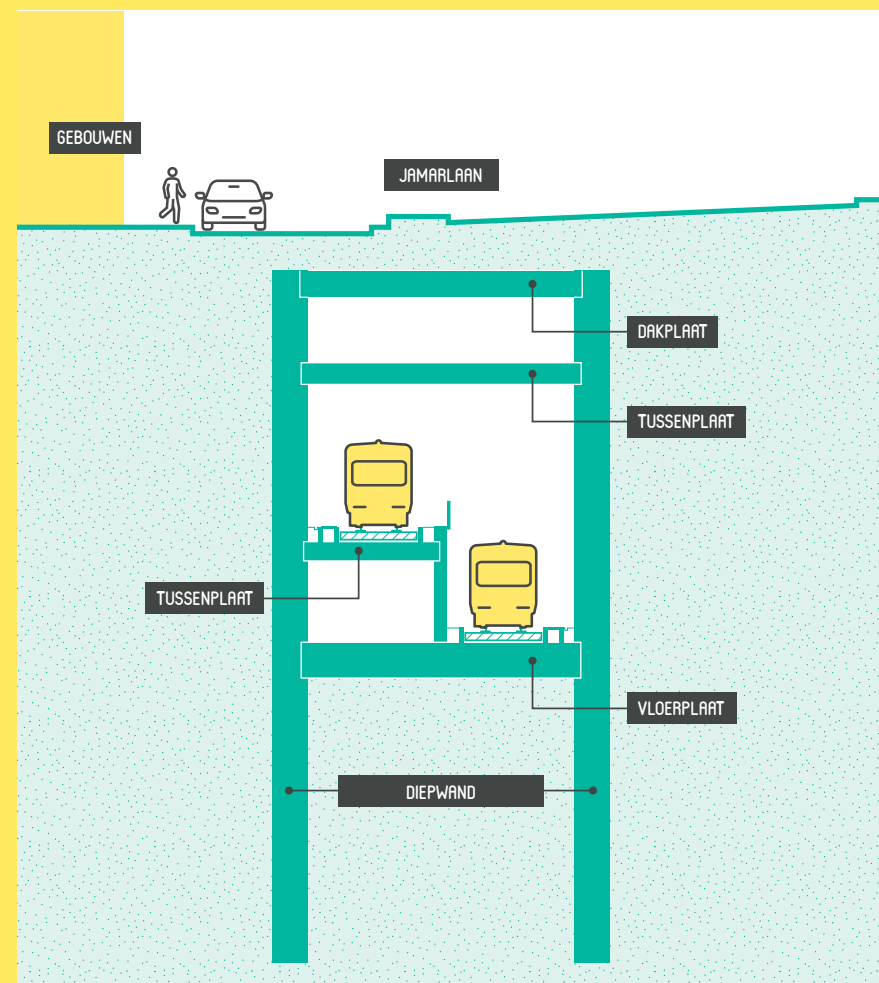 GEBOUWEN
JAMARLAAN
DAKPLAAT
TUSSENPLAAT
TUSSENPLAAT
VLOERPLAAT
DIEPWAND